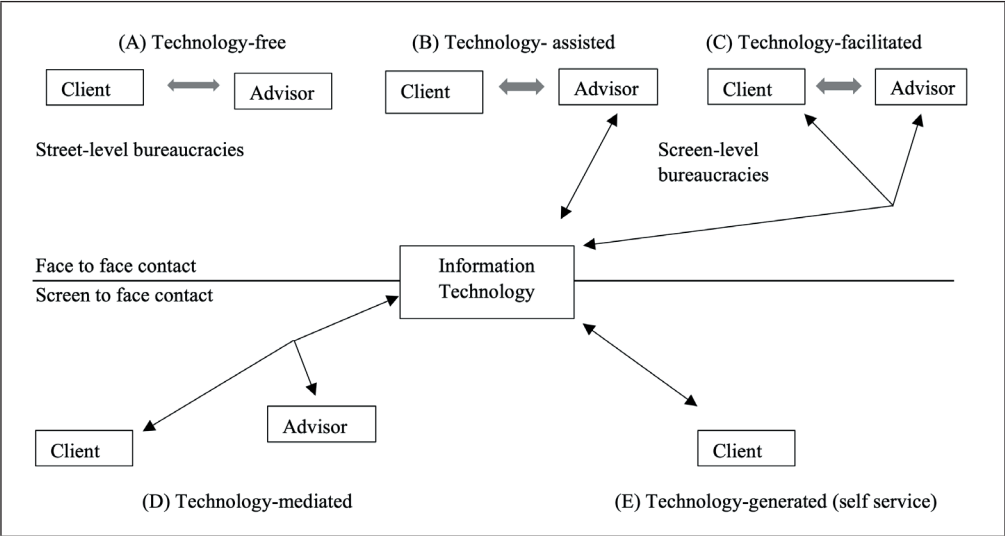 (A) Technology-free
(B) Technology- assisted
(C) Technology-facilitated
Client
Advisor
Client
Advisor
Client
Advisor
Street-level bureaucracies
Screen-level
bureaucracies
Face to face contact
Screen to face contact
Information
Technology
Client
Advisor
Client
(D) Technology-mediated
(E) Technology-generated (self service)